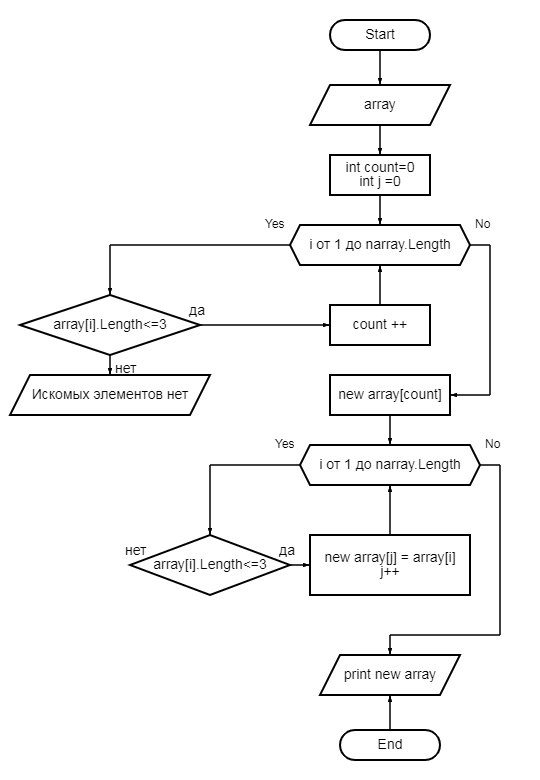 Start
array
int count=0
int j =0
Yes
No
i от 1 до narray.Length
array[i].Length<=3
да
count ++
нет
Искомых элементов нет
new array[count]
Yes
No
i от 1 до narray.Length
нет
array[i].Length<=3
да
new array[j] = array[i]
j++
print new array
End